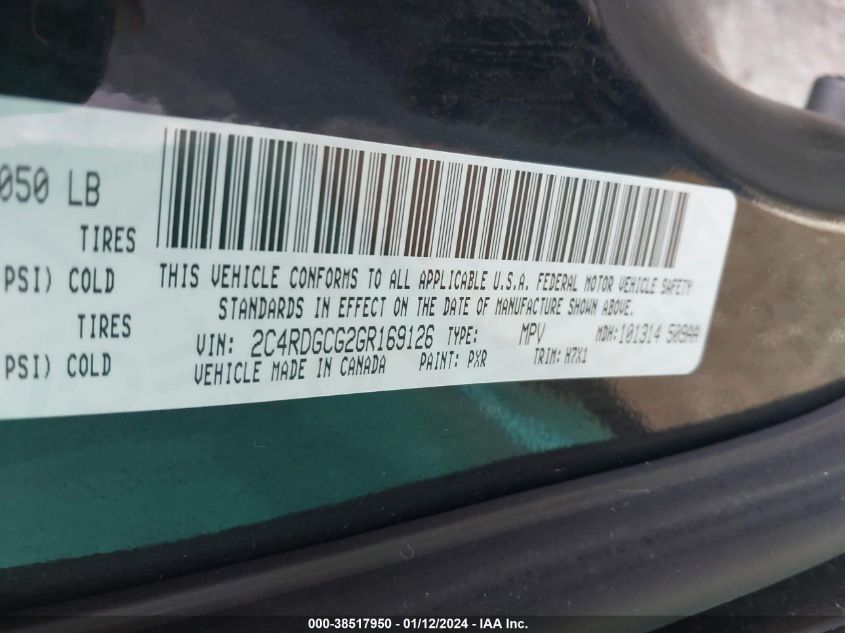 050 LB
TIRES
PSI) COLD
TIRES
PSI) COLD
THIS VEHICLE CONFORMS TO ALL APPLICABLE U.S.A. FEDERAL MOTOR VEHICLE SAFETY
STANDARDS IN EFFECT ON THE DATE OF MANUFACTURE SHOWN ABOVE.
VIN: 2C4RDGCG2GR169126 TYPE: MPV MDH: 101314 509AA
VEHICLE MADE IN CANADA PAINT: PXR TRIM: H7X1
000-38517950 - 01/12/2024 - IAA Inc.